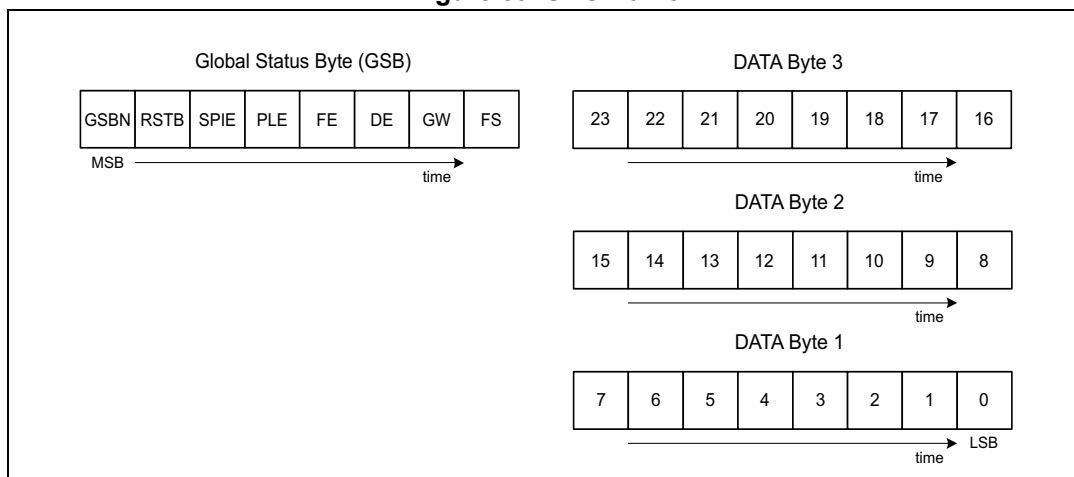 Global Status Byte (GSB)
GSBN RSTB SPIE PLE FE DE GW FS
MSB
time
DATA Byte 3
23 22 21 20 19 18 17 16
time
DATA Byte 2
15 14 13 12 11 10 9 8
time
DATA Byte 1
7 6 5 4 3 2 1 0
LSB
time